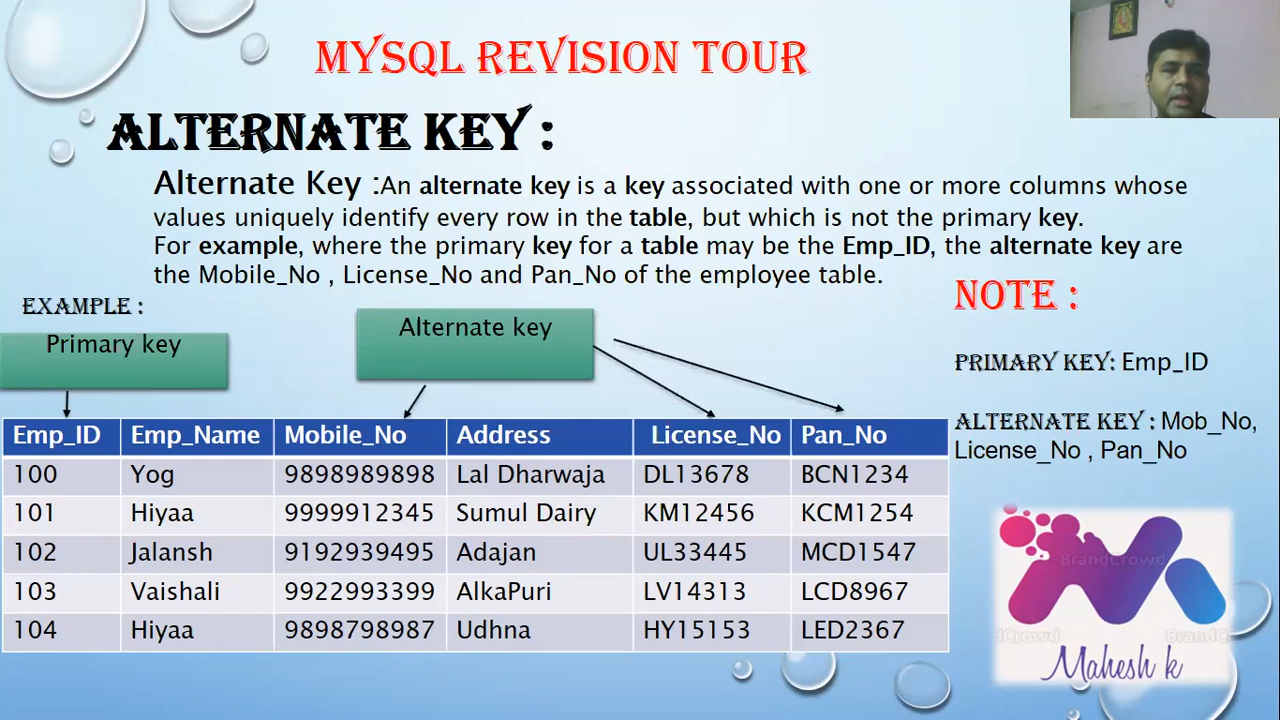 MYSQL REVISION TOUR
ALTERNATE KEY :
Alternate Key :An alternate key is a key associated with one or more columns whose
values uniquely identify every row in the table, but which is not the primary key.
For example, where the primary key for a table may be the Emp_ID, the alternate key are
the Mobile_No , License_No and Pan_No of the employee table.
EXAMPLE :
Primary key
Alternate key
Emp_ID Emp_Name Mobile_No Address License_No Pan_No
100 Yog 9898989898 Lal Dharwaja DL13678 BCN1234
101 Hiyaa 9999912345 Sumul Dairy KM12456 KCM1254
102 Jalansh 9192939495 Adajan UL33445 MCD1547
103 Vaishali 9922993399 AlkaPuri LV14313 LCD8967
104 Hiyaa 9898798987 Udhna HY15153 LED2367
NOTE :
PRIMARY KEY: Emp_ID
ALTERNATE KEY : Mob_No,
License_No , Pan_No
BrandCrowd
Mahesh k